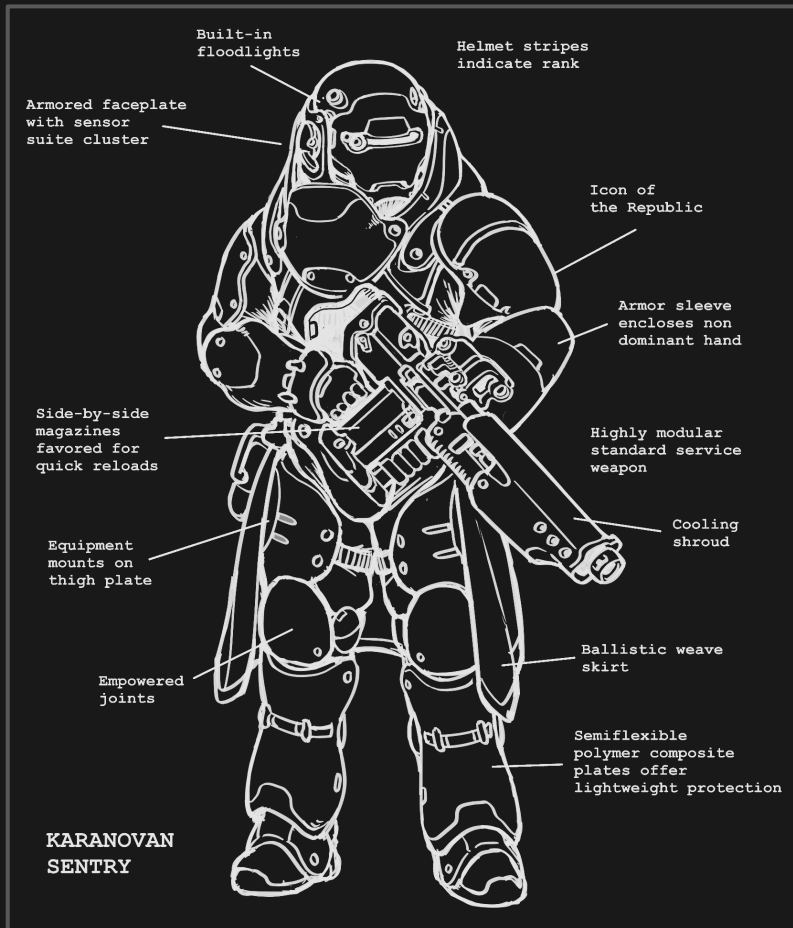 Built-in
floodlights
Helmet stripes
indicate rank
Armored faceplate
with sensor
suite cluster
Icon of
the Republic
Armor sleeve
encloses non
dominant hand
Side-by-side
magazines
favored for
quick reloads
Highly modular
standard service
weapon
Cooling
shroud
Equipment
mounts on
thigh plate
Ballistic weave
skirt
Empowered
joints
Semiflexible
polymer composite
plates offer
lightweight protection
KARANOVAN
SENTRY